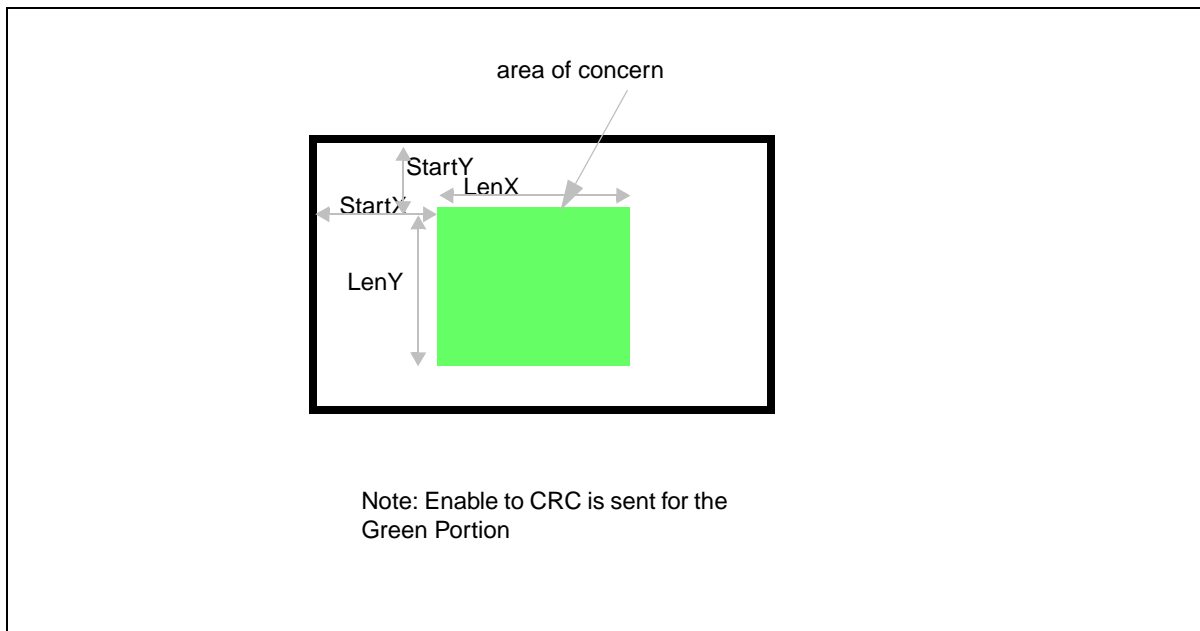 area of concern
StartY
LenX
StartX
LenY
Note: Enable to CRC is sent for the
Green Portion